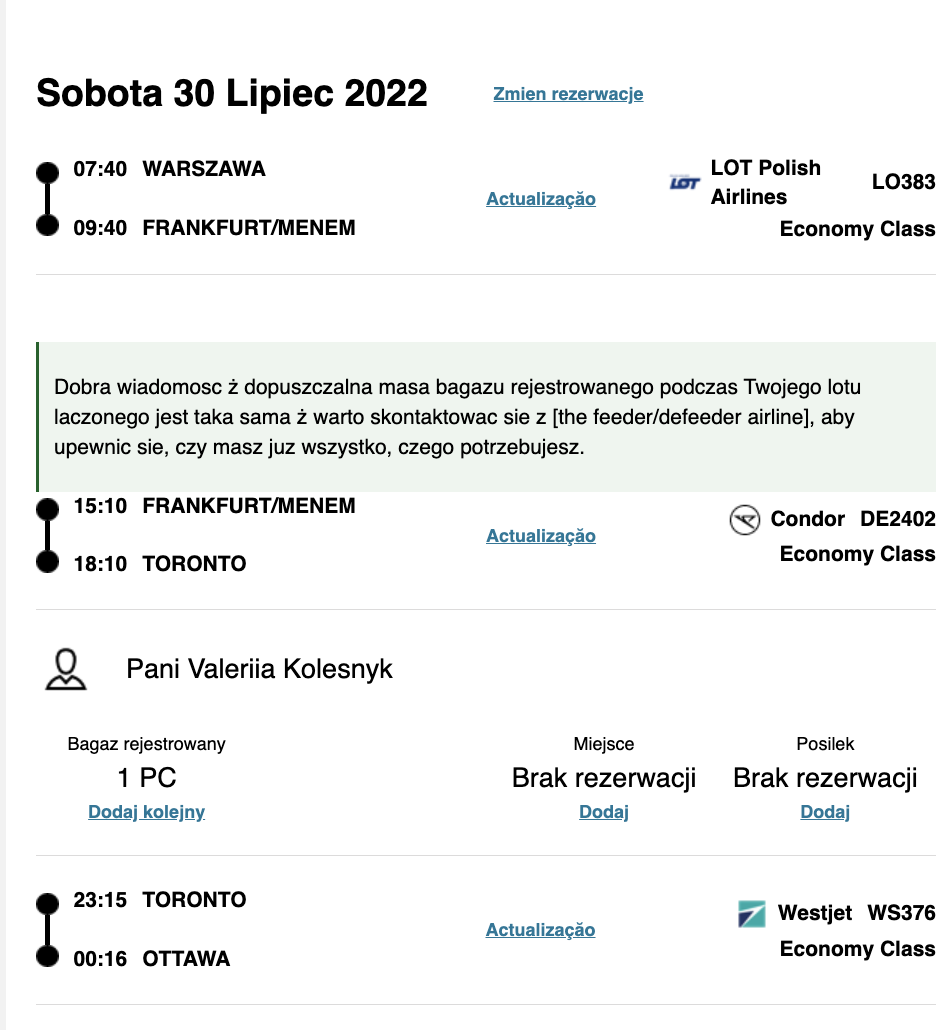 Sobota 30 Lipiec 2022 Zmien rezerwacje
07:40 WARSZAWA
LOT LOT Polish Airlines LO383
Actualização
09:40 FRANKFURT/MENEM
Economy Class
Dobra wiadomosc ż dopuszczalna masa bagazu rejestrowanego podczas Twojego lotu
laczonego jest taka sama ż warto skontaktowac sie z [the feeder/defeeder airline], aby
upewnic sie, czy masz juz wszystko, czego potrzebujesz.
15:10 FRANKFURT/MENEM
Condor DE2402
Actualizaçăo
Economy Class
18:10 TORONTO
Pani Valeriia Kolesnyk
Bagaz rejestrowany Miejsce Posilek
1 PC Brak rezerwacji Brak rezerwacji
Dodaj kolejny Dodaj Dodaj
23:15 TORONTO
Westjet WS376
Actualizaçăo
Economy Class
00:16 OTTAWA